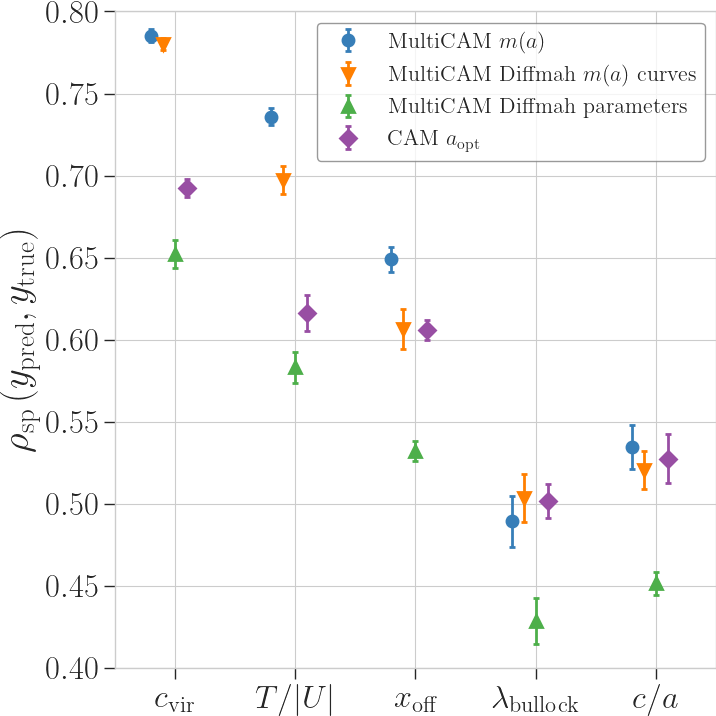 0.80
0.75
0.70
0.65
0.60
0.55
0.50
0.45
0.40
ρ_sp (y_pred, y_true)
MultiCAM m(a)
MultiCAM Diffmah m(a) curves
MultiCAM Diffmah parameters
CAM a_opt
c_vir
T/|U|
x_off
λ_bullock
c/a